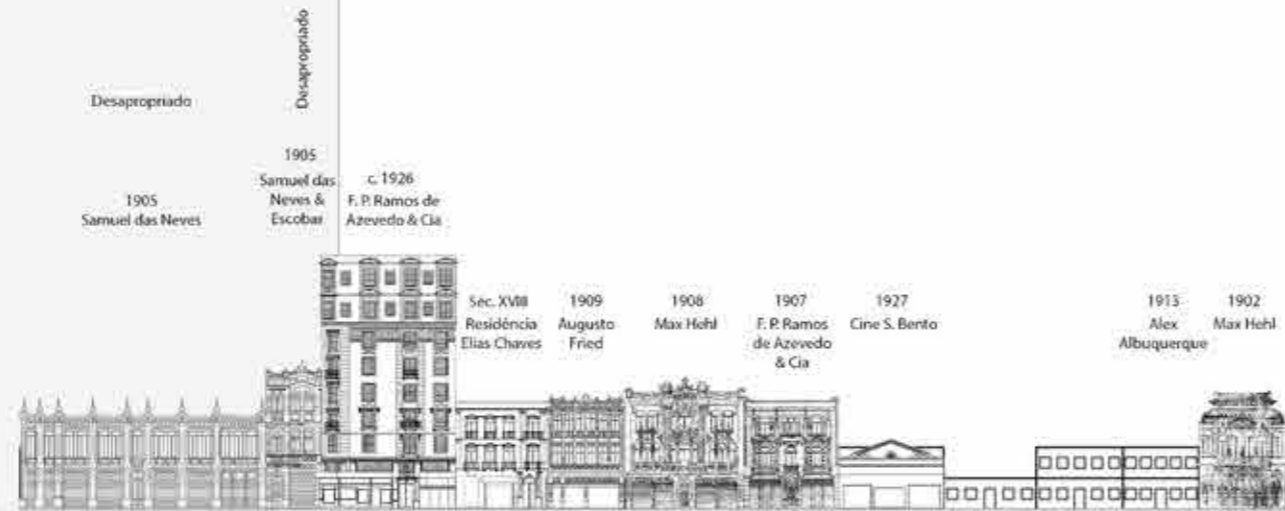 Desapropriado
1905
Samuel das Neves
Desapropriado
1905
Samuel das
Neves &
Escobar
c. 1926
F. P. Ramos de
Azevedo & Cia
Séc. XVIII
Residência
Elias Chaves
1909
Augusto
Fried
1908
Max Hehl
1907
F. P. Ramos
de Azevedo
& Cia
1927
Cine S. Bento
1913
Alex
Albuquerque
1902
Max Hehl